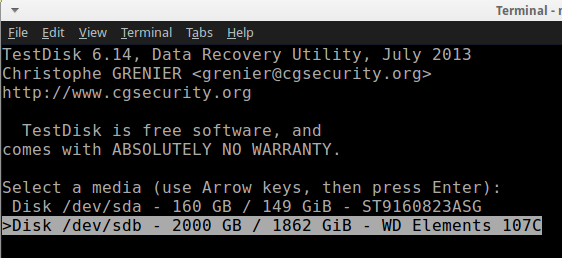 Terminal -
File Edit View Terminal Tabs Help
TestDisk 6.14, Data Recovery Utility, July 2013
Christophe GRENIER <grenier@cgsecurity.org>
http://www.cgsecurity.org
TestDisk is free software, and
comes with ABSOLUTELY NO WARRANTY.
Select a media (use Arrow keys, then press Enter):
Disk /dev/sda - 160 GB / 149 GiB - ST9160823ASG
>Disk /dev/sdb - 2000 GB / 1862 GiB - WD Elements 107C